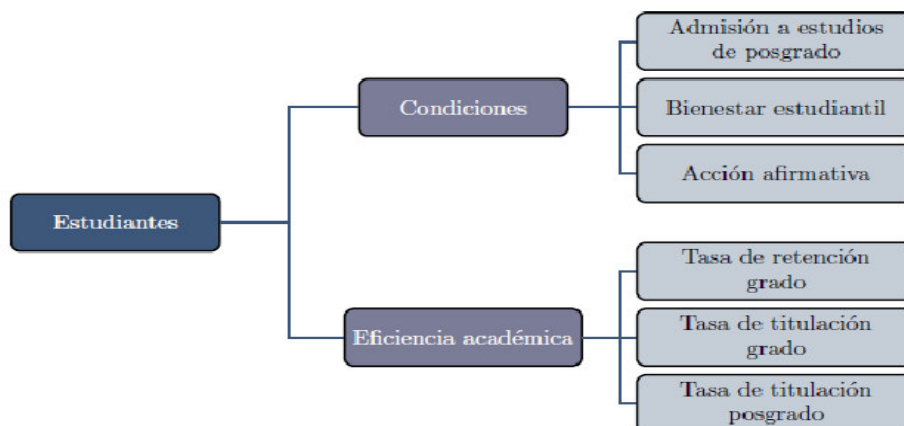 Admisión a estudios
de posgrado
Condiciones
Bienestar estudiantil
Acción afirmativa
Estudiantes
Tasa de retención
grado
Eficiencia académica
Tasa de titulación
grado
Tasa de titulación
posgrado